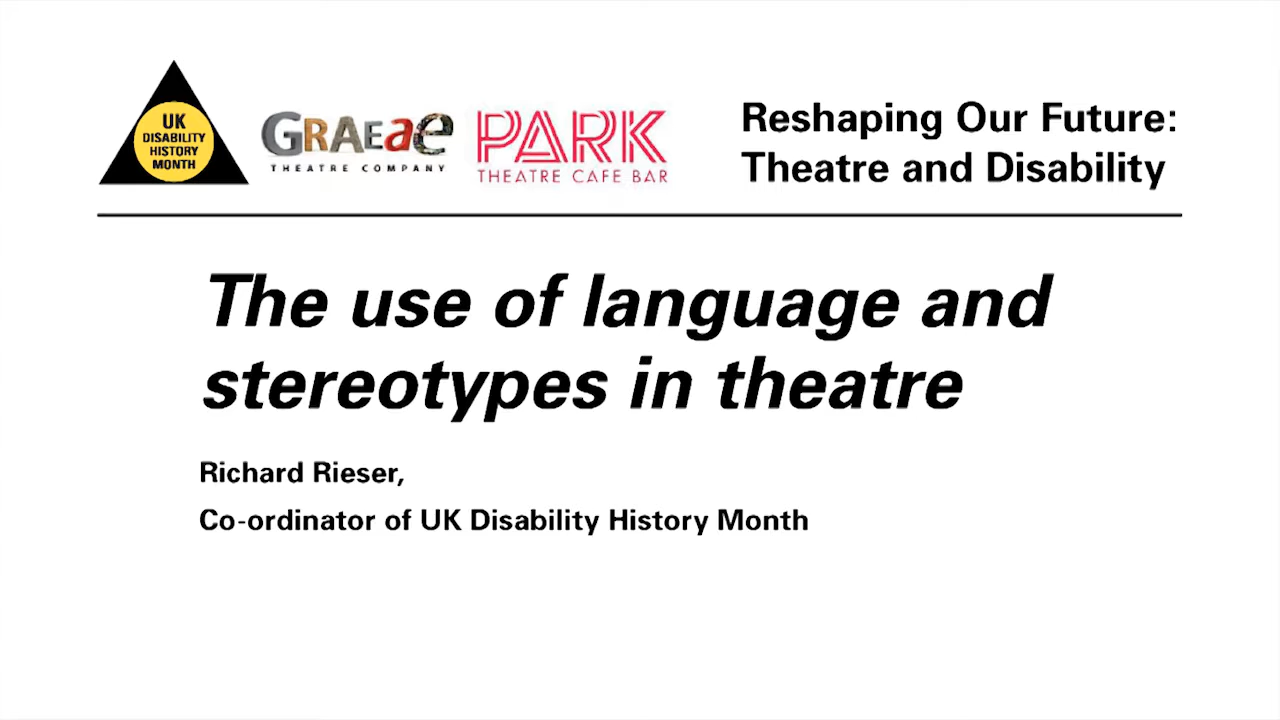 UK
DISABILITY
HISTORY
MONTH
GRAEae
THEATRE COMPANY
PARK
THEATRE CAFE BAR
Reshaping Our Future:
Theatre and Disability
The use of language and
stereotypes in theatre
Richard Rieser,
Co-ordinator of UK Disability History Month